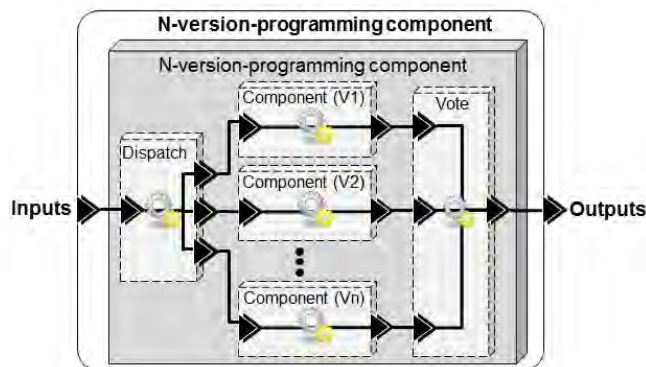 N-version-programming component
N-version-programming component
Component (V1)
Vote
Dispatch
Component (V2)
Inputs
Outputs
Component (Vn)